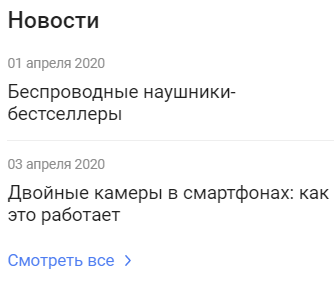 Новости
01 апреля 2020
Беспроводные наушники-
бестселлеры
03 апреля 2020
Двойные камеры в смартфонах: как
это работает
Смотреть все